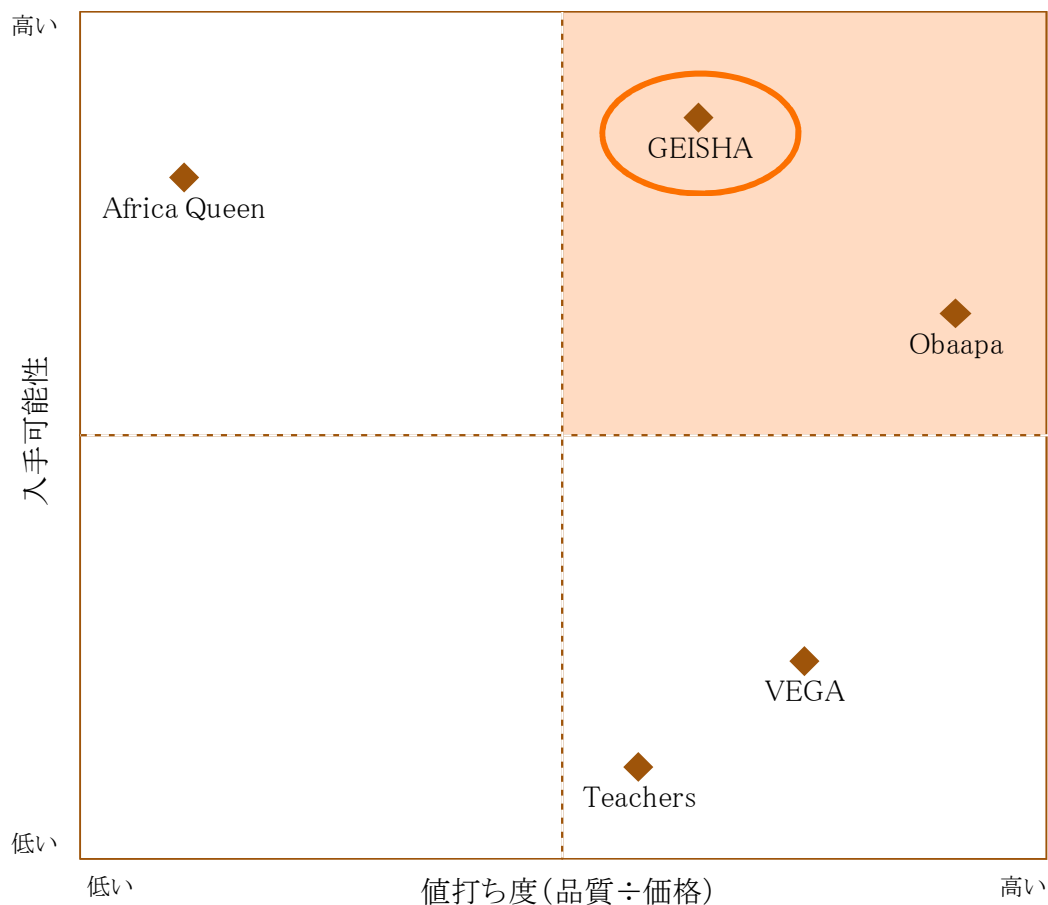 高い
GEISHA
Africa Queen
Obaapa
入手可能性
VEGA
Teachers
低い
低い
値打ち度(品質÷価格)
高い